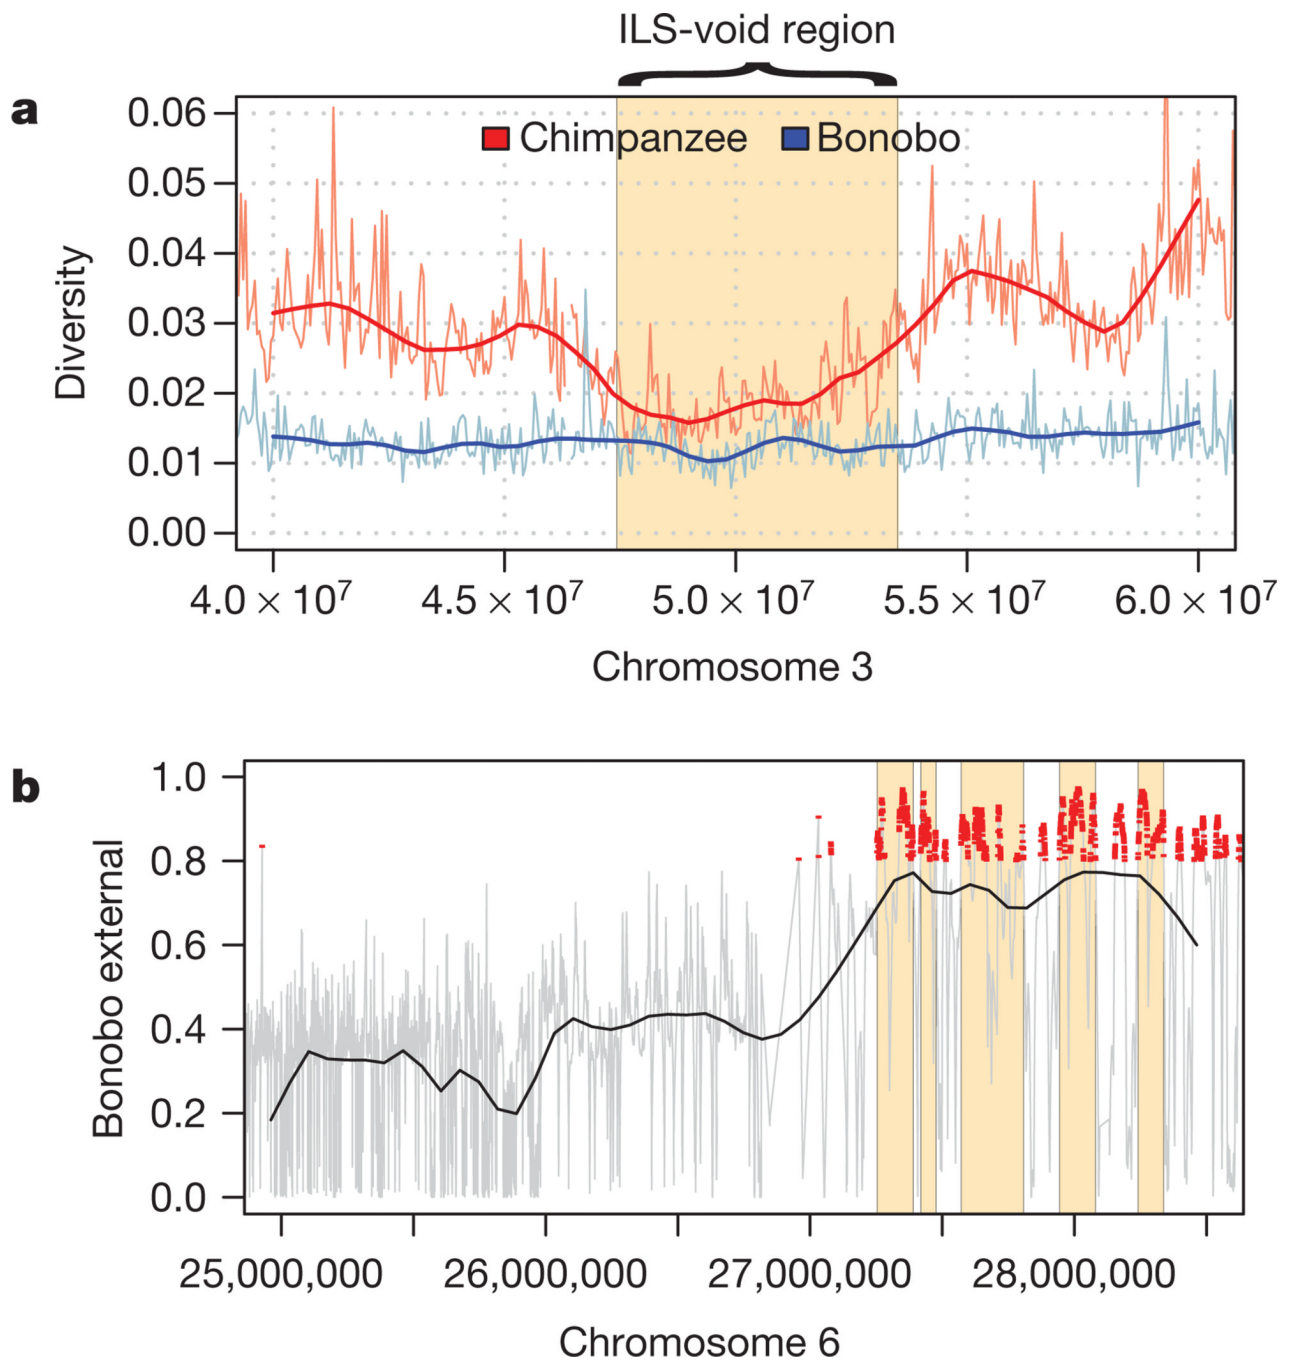 ILS-void region
a
Chimpanzee Bonobo
Diversity
0.06
0.05
0.04
0.03
0.02
0.01
0.00
4.0 × 10⁷ 4.5 × 10⁷ 5.0 × 10⁷ 5.5 × 10⁷ 6.0 × 10⁷
Chromosome 3
b
Bonobo external
1.0
0.8
0.6
0.4
0.2
0.0
25,000,000 26,000,000 27,000,000 28,000,000
Chromosome 6